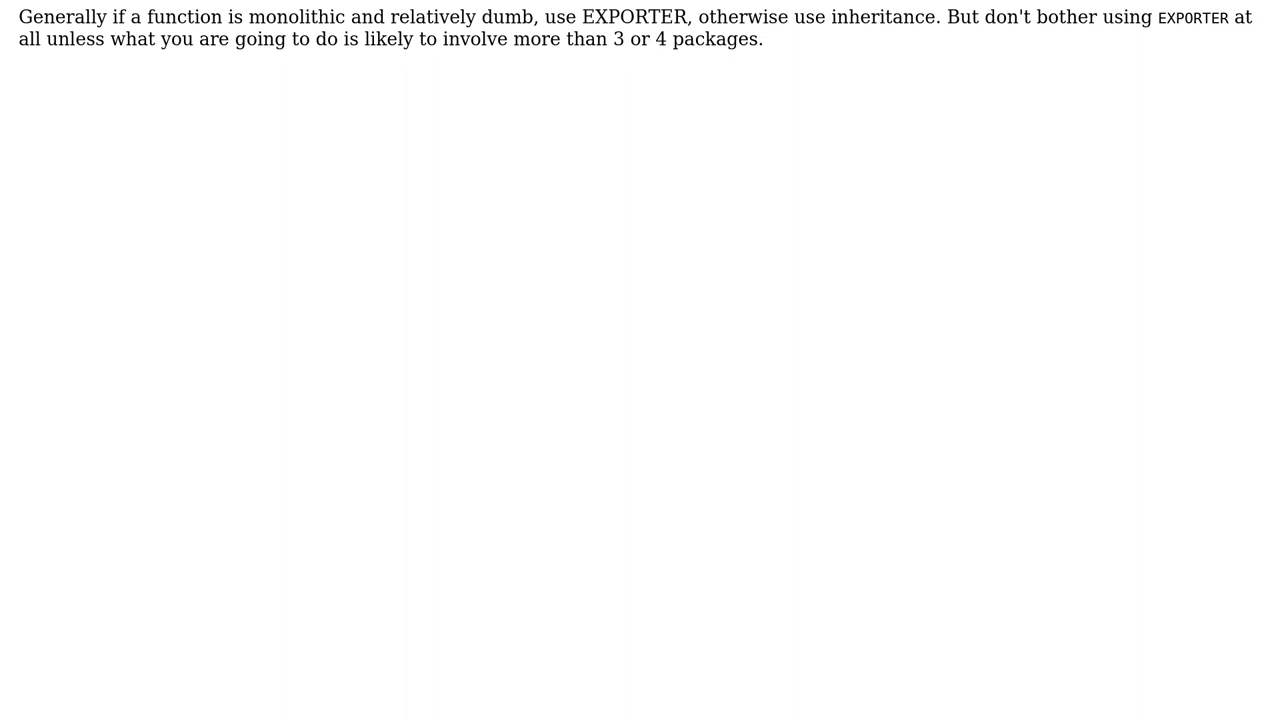 Generally if a function is monolithic and relatively dumb, use EXPORTER, otherwise use inheritance. But don't bother using EXPORTER at
all unless what you are going to do is likely to involve more than 3 or 4 packages.